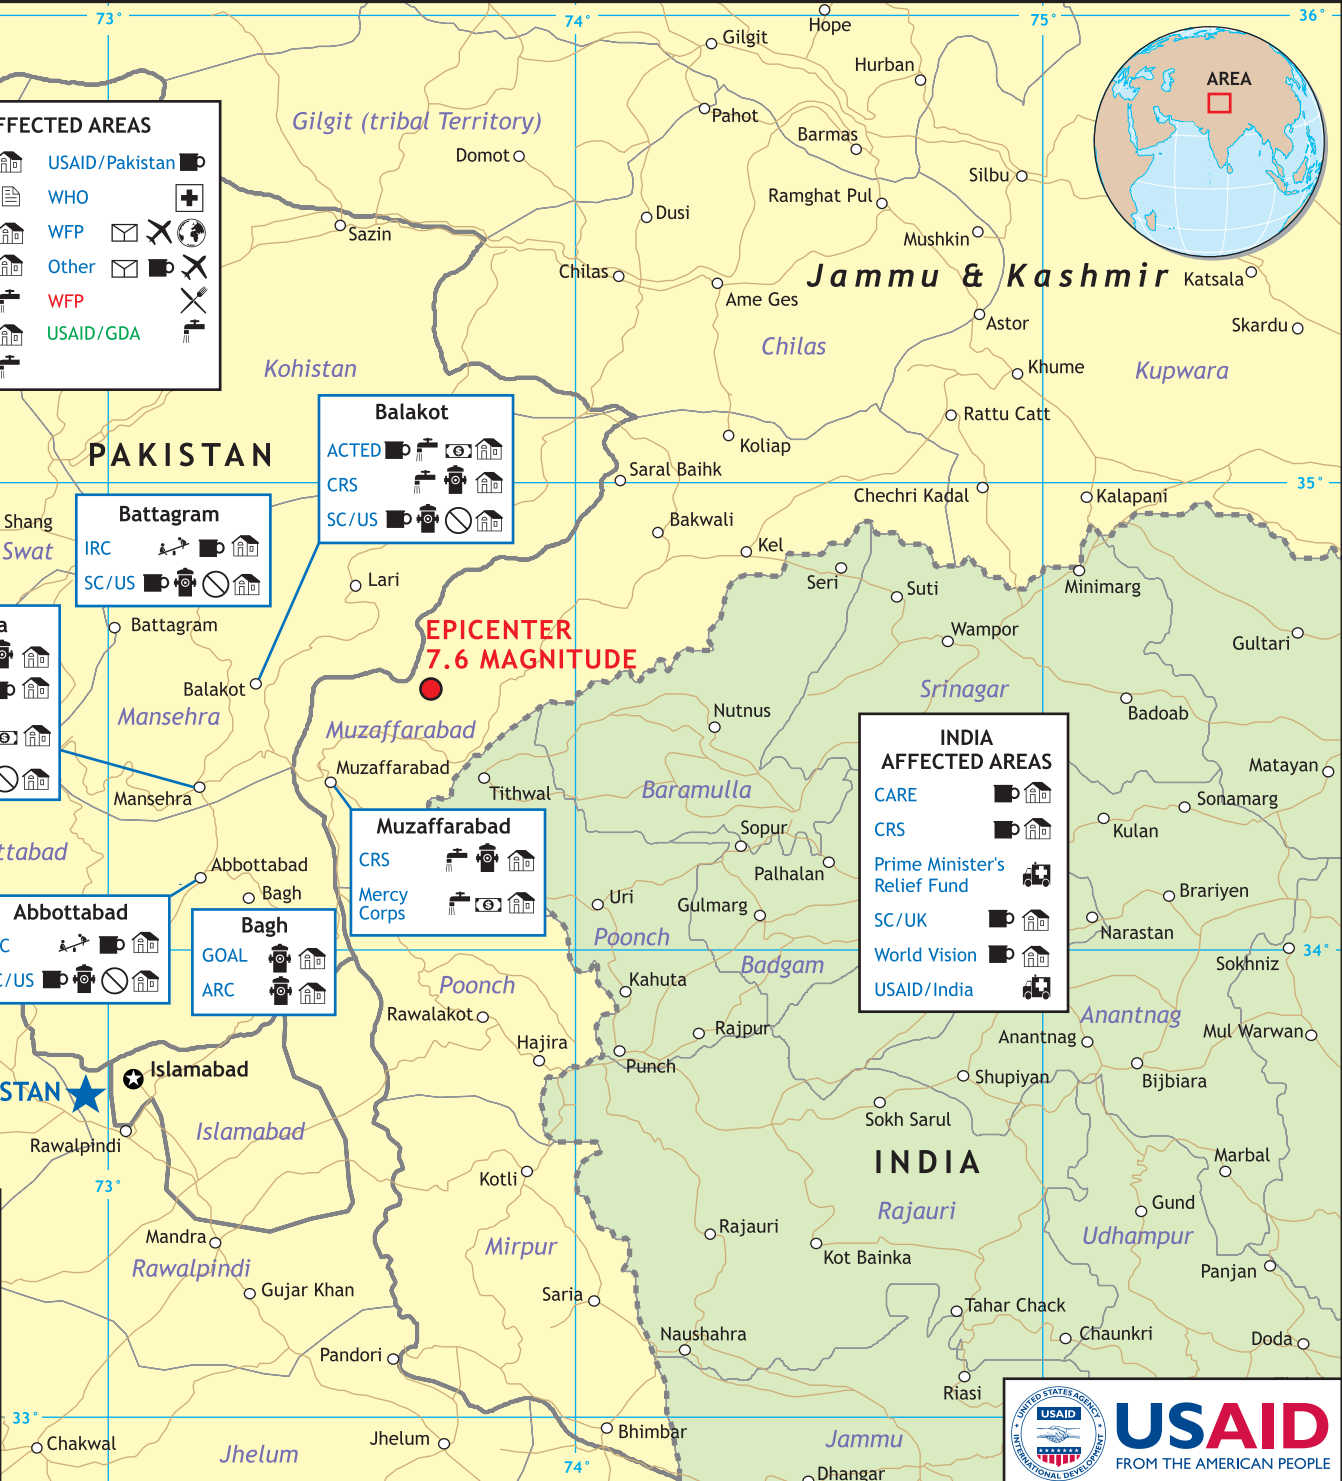 73°
74°
75°
36°
Hope
Gilgit
Hurban
AREA
FFECTED AREAS
USAID/Pakistan
WHO
WFP
Other
WFP
USAID/GDA
Gilgit (tribal Territory)
Pahot
Barmas
Domot
Silbu
Ramghat Pul
Dusi
Sazin
Mushkin
Chilas
Jammu & Kashmir
Katsala
Ame Ges
Astor
Skardu
Chilas
Kohistan
Khume
Kupwara
Balakot
ACTED
CRS
SC/US
Rattu Catt
Koliap
PAKISTAN
Saral Baihk
35°
Chechri Kadal
Kalapani
Battagram
IRC
SC/US
Shang
Swat
Bakwali
Kel
Lari
Seri
Suti
Minimarg
a
Battagram
EPICENTER
7.6 MAGNITUDE
Wampor
Gultari
Balakot
Srinagar
Mansehra
Muzaffarabad
Nutnus
Badoab
INDIA
AFFECTED AREAS
CARE
CRS
Prime Minister's
Relief Fund
SC/UK
World Vision
USAID/India
Muzaffarabad
Matayan
Mansehra
Tithwal
Baramulla
Sonamarg
Muzaffarabad
CRS
Mercy
Corps
Sopur
Kulan
ttabad
Abbottabad
Palhalan
Bagh
Uri
Gulmarg
Brariyen
Abbottabad
C
C/US
Bagh
GOAL
ARC
Poonch
Narastan
34°
Badgam
Sokhniz
Poonch
Kahuta
Rawalakot
Rajpur
Anantnag
Anantnag
Mul Warwan
Hajira
Punch
Islamabad
Shupiyan
Bijbiara
STAN
Sokh Sarul
Rawalpindi
Islamabad
INDIA
Marbal
Kotli
73°
Gund
Rajauri
Rajauri
Mandra
Mirpur
Kot Bainka
Udhampur
Rawalpindi
Panjan
Gujar Khan
Saria
Tahar Chack
Naushahra
Chaunkri
Doda
Pandori
Riasi
33°
Chakwal
Jhelum
Jhelum
Bhimbar
Jammu
74°
Dhangar
UNITED STATES AGENCY
USAID
INTERNATIONAL DEVELOPMENT
USAID
FROM THE AMERICAN PEOPLE